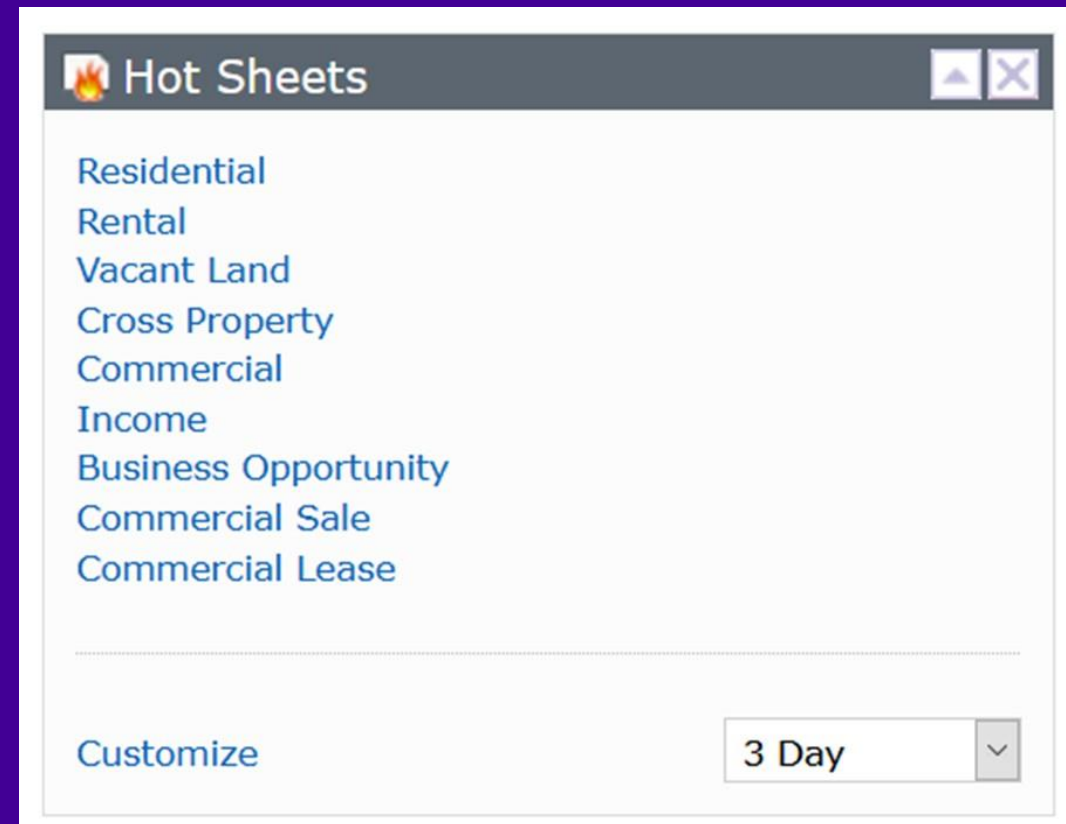 Hot Sheets
Residential
Rental
Vacant Land
Cross Property
Commercial
Income
Business Opportunity
Commercial Sale
Commercial Lease
Customize 3 Day